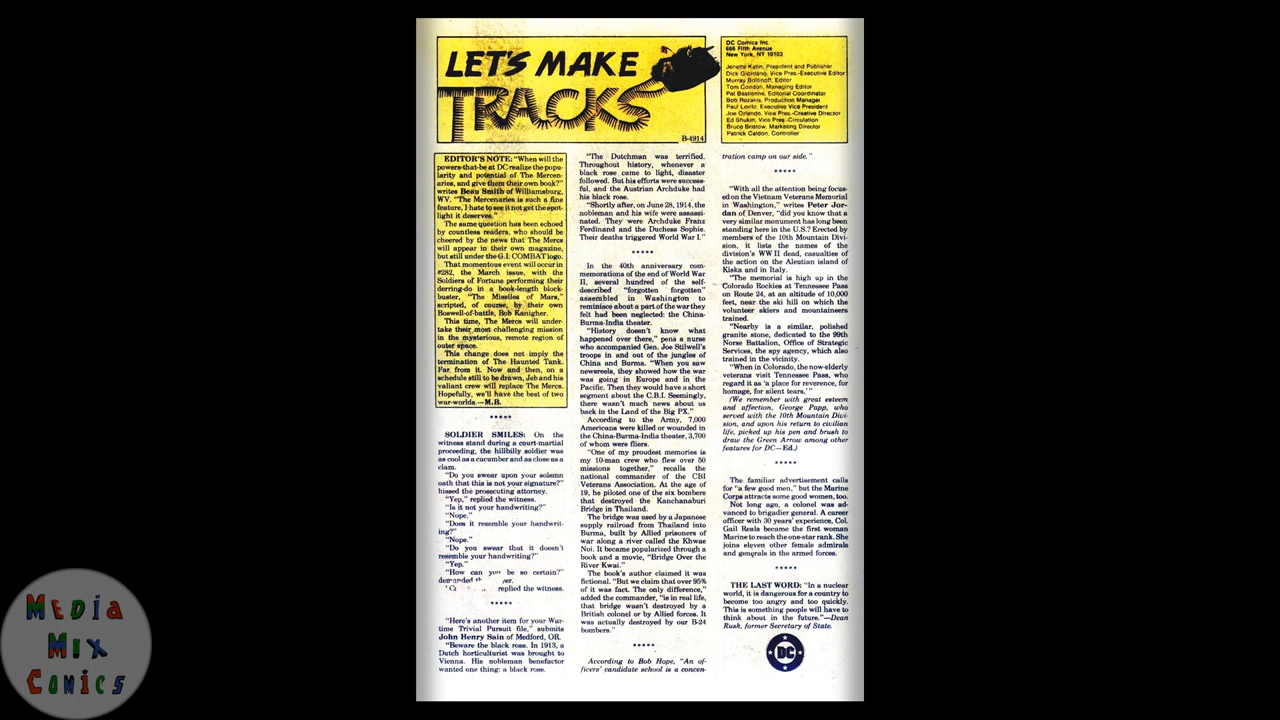 LET'S MAKE
TRACKS
B-4914
DC Comics Inc.
666 Fifth Avenue
New York, NY 10103
Jenette Kahn, President and Publisher
Dick Giordano, Vice Pres.-Executive Editor
Murray Boltinoff, Editor
Tom Condon, Managing Editor
Pat Bastienne, Editorial Coordinator
Bob Rozakis, Production Manager
Paul Levitz, Executive Vice President
Joe Orlando, Vice Pres.-Creative Director
Ed Shukin, Vice Pres.-Circulation
Bruce Bristow, Marketing Director
Patrick Caldon, Controller
EDITOR'S NOTE: "When will the
powers-that-be at DC realize the popu-
larity and potential of The Mercen-
aries, and give them their own book?"
writes Beau Smith of Williamsburg,
WV. "The Mercenaries is such a fine
feature, I hate to see it not get the spot-
light it deserves."
The same question has been echoed
by countless readers, who should be
cheered by the news that The Mercs
will appear in their own magazine,
but still under the G.I. COMBAT logo.
That momentous event will occur in
#282, the March issue, with the
Soldiers of Fortune performing their
derring-do in a book-length block-
buster, "The Missiles of Mars,"
scripted, of course, by their own
Boswell-of-battle, Bob Kanigher.
This time, The Mercs will under-
take their most challenging mission
in the mysterious, remote region of
outer space.
This change does not imply the
termination of The Haunted Tank.
Far from it. Now and then, on a
schedule still to be drawn, Jeb and his
valiant crew will replace The Mercs.
Hopefully, we'll have the best of two
war-worlds.—M.B.
*****
SOLDIER SMILES: On the
witness stand during a court-martial
proceeding, the hillbilly soldier was
as cool as a cucumber and as close as a
clam.
"Do you swear upon your solemn
oath that this is not your signature?"
hissed the prosecuting attorney.
"Yep," replied the witness.
"Is it not your handwriting?"
"Nope."
"Does it resemble your handwrit-
ing?"
"Nope."
"Do you swear that it doesn't
resemble your handwriting?"
"Yep."
"How can you be so certain?"
demanded
replied the witness.
*****
"Here's another item for your War-
time Trivial Pursuit file," submits
John Henry Sain of Medford, OR.
"Beware the black rose. In 1913, a
Dutch horticulturist was brought to
Vienna. His nobleman benefactor
wanted one thing: a black rose.
"The Dutchman was terrified.
Throughout history, whenever a
black rose came to light, disaster
followed. But his efforts were success-
ful, and the Austrian Archduke had
his black rose.
"Shortly after, on June 28, 1914, the
nobleman and his wife were assassi-
nated. They were Archduke Franz
Ferdinand and the Duchess Sophie.
Their deaths triggered World War I."
*****
In the 40th anniversary com-
memorations of the end of World War
II, several hundred of the self-
described "forgotten forgotten"
assembled in Washington to
reminisce about a part of the war they
felt had been neglected: the China-
Burma-India theater.
"History doesn't know what
happened over there," pens a nurse
who accompanied Gen. Joe Stilwell's
troops in and out of the jungles of
China and Burma. "When you saw
newsreels, they showed how the war
was going in Europe and in the
Pacific. Then they would have a short
segment about the C.B.I. Seemingly,
there wasn't much news about us
back in the Land of the Big PX."
According to the Army, 7,000
Americans were killed or wounded in
the China-Burma-India theater, 3,700
of whom were fliers.
"One of my proudest memories is
my 10-man crew who flew over 50
missions together," recalls the
national commander of the CBI
Veterans Association. At the age of
19, he piloted one of the six bombers
that destroyed the Kanchanaburi
Bridge in Thailand.
The bridge was used by a Japanese
supply railroad from Thailand into
Burma, built by Allied prisoners of
war along a river called the Khwae
Noi. It became popularized through a
book and a movie, "Bridge Over the
River Kwai."
The book's author claimed it was
fictional. "But we claim that over 95%
of it was fact. The only difference,"
added the commander, "is in real life,
that bridge wasn't destroyed by a
British colonel or by Allied forces. It
was actually destroyed by our B-24
bombers."
*****
According to Bob Hope, "An of-
ficers' candidate school is a concen-
tration camp on our side."
*****
"With all the attention being focus-
ed on the Vietnam Veterans Memorial
in Washington," writes Peter Jor-
dan of Denver, "did you know that a
very similar monument has long been
standing here in the U.S.? Erected by
members of the 10th Mountain Divi-
sion, it lists the names of the
division's WW II dead, casualties of
the action on the Aleutian island of
Kiska and in Italy.
"The memorial is high up in the
Colorado Rockies at Tennessee Pass
on Route 24, at an altitude of 10,000
feet, near the ski hill on which the
volunteer skiers and mountaineers
trained.
"Nearby is a similar, polished
granite stone, dedicated to the 99th
Norse Battalion, Office of Strategic
Services, the spy agency, which also
trained in the vicinity.
"When in Colorado, the now-elderly
veterans visit Tennessee Pass, who
regard it as 'a place for reverence, for
homage, for silent tears.'"
(We remember with great esteem
and affection, George Papp, who
served with the 10th Mountain Divi-
sion, and upon his return to civilian
life, picked up his pen and brush to
draw the Green Arrow among other
features for DC—Ed.)
*****
The familiar advertisement calls
for "a few good men," but the Marine
Corps attracts some good women, too.
Not long ago, a colonel was ad-
vanced to brigadier general. A career
officer with 30 years' experience, Col.
Gail Reals became the first woman
Marine to reach the one-star rank. She
joins eleven other female admirals
and generals in the armed forces.
*****
THE LAST WORD: "In a nuclear
world, it is dangerous for a country to
become too angry and too quickly.
This is something people will have to
think about in the future."—Dean
Rusk, former Secretary of State.
DC
MEDIA
MIX
COMICS